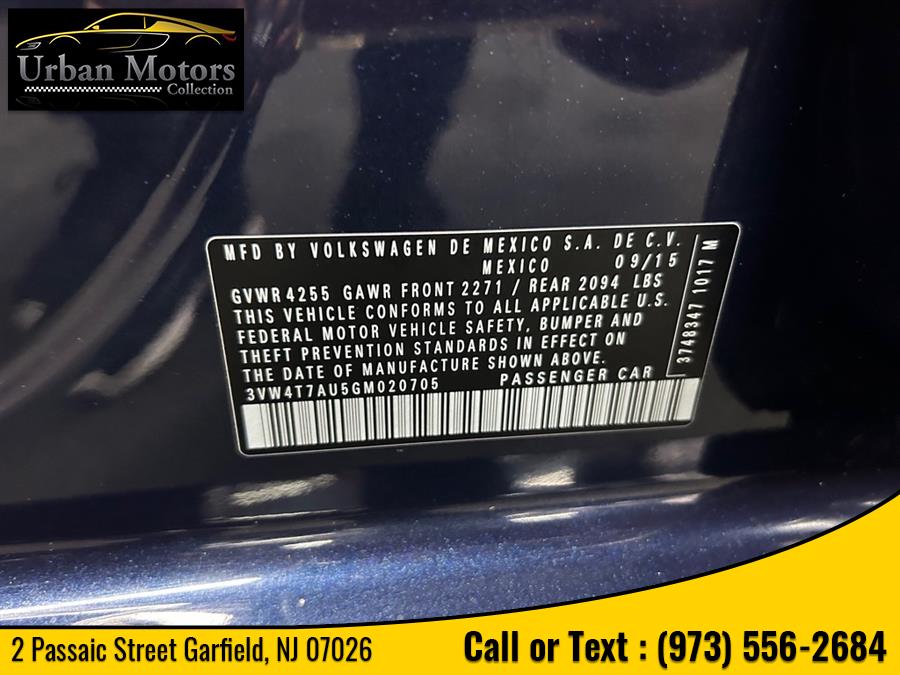 Urban Motors
Collection
MFD BY VOLKSWAGEN DE MEXICO S.A. DE C.V.
MEXICO 09/15
GVWR 4255 GAWR FRONT 2271 / REAR 2094 LBS
THIS VEHICLE CONFORMS TO ALL APPLICABLE U.S.
FEDERAL MOTOR VEHICLE SAFETY, BUMPER AND
THEFT PREVENTION STANDARDS IN EFFECT ON
THE DATE OF MANUFACTURE SHOWN ABOVE.
3VW4T7AU5GM020705 PASSENGER CAR
3748347 1017 M
2 Passaic Street Garfield, NJ 07026
Call or Text : (973) 556-2684